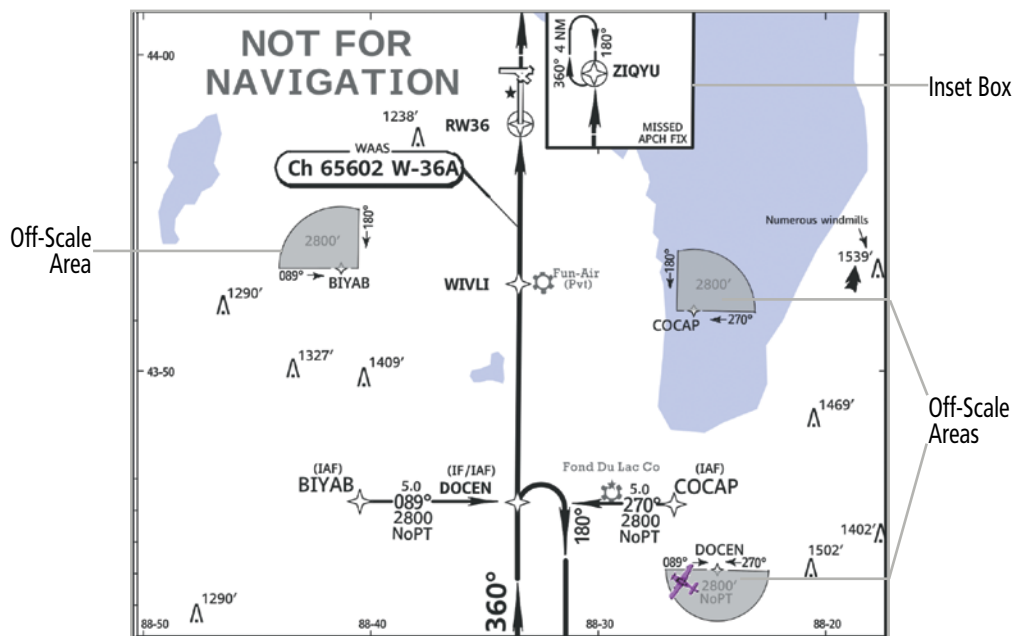 44-00
NOT FOR
NAVIGATION
360° 4 NM
180°
ZIQYU
MISSED
APCH FIX
Inset Box
1238'
RW36
WAAS
Ch 65602 W-36A
Off-Scale
Area
2800'
180°
089°
BIYAB
Numerous windmills
1539'
180°
2800'
COCAP
270°
WIVLI
Fun-Air
(Pvt)
1290'
1327'
1409'
43-50
1469'
Off-Scale
Areas
(IAF)
BIYAB
5.0
089°
2800
NoPT
(IF/IAF)
DOCEN
Fond Du Lac Co
5.0
270°
2800
NoPT
(IAF)
COCAP
180°
360°
1402'
1502'
DOCEN
089°
270°
2800'
NoPT
1290'
88-50
88-40
88-30
88-20